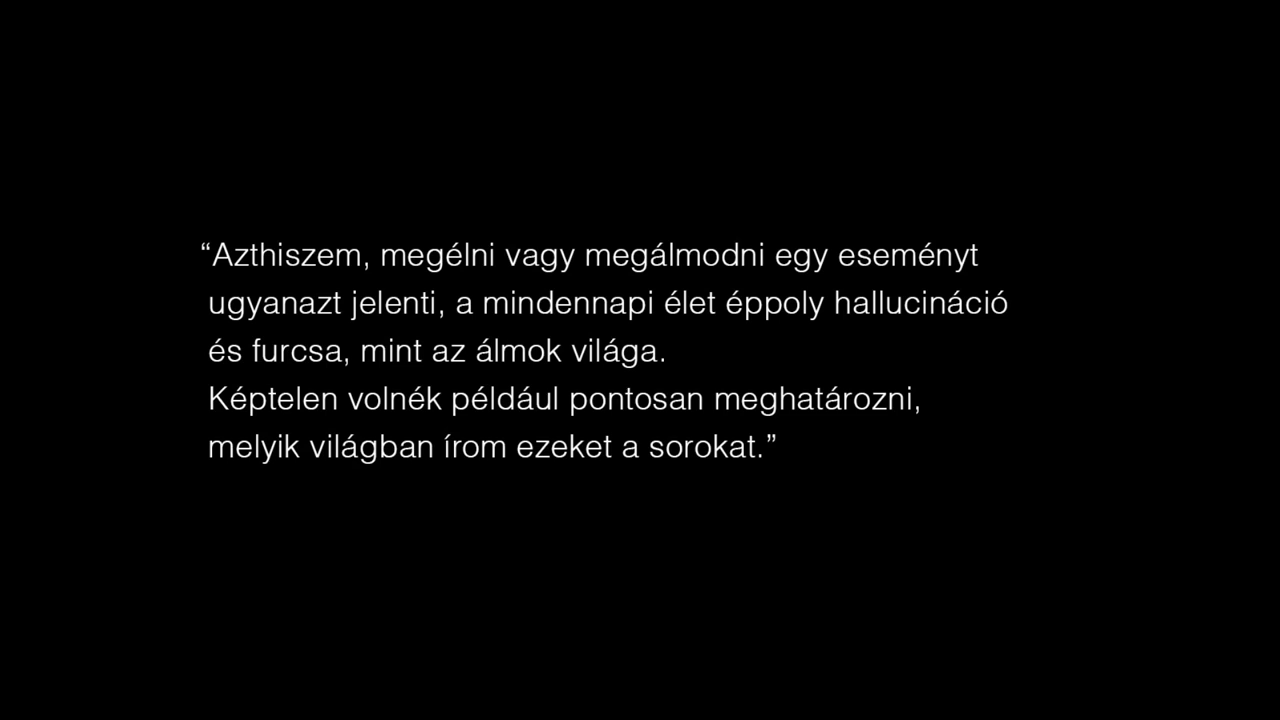 “Azthiszem, megélni vagy megálmodni egy eseményt
ugyanazt jelenti, a mindennapi élet éppoly hallucináció
és furcsa, mint az álmok világa.
Képtelen volnék például pontosan meghatározni,
melyik világban írom ezeket a sorokat.”